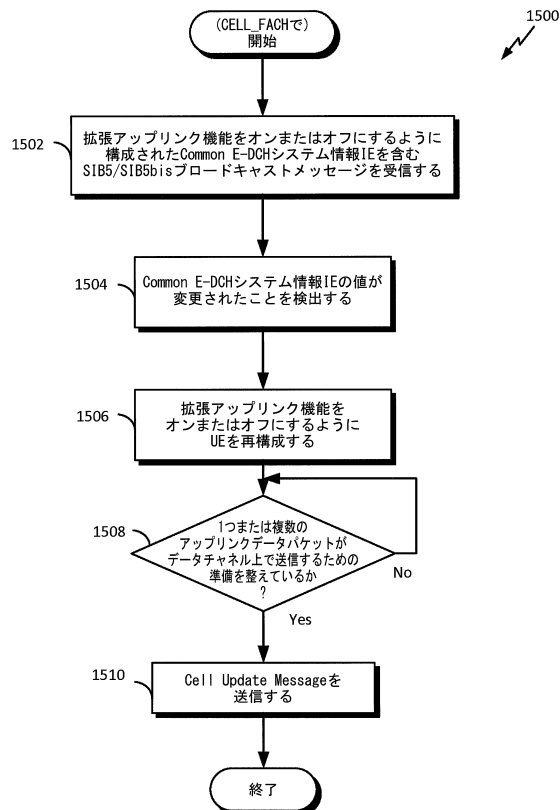 (CELL_FACHで)
開始
1500
1502
拡張アップリンク機能をオンまたはオフにするように
構成されたCommon E-DCHシステム情報IEを含む
SIB5/SIB5bisブロードキャストメッセージを受信する
1504
Common E-DCHシステム情報IEの値が
変更されたことを検出する
1506
拡張アップリンク機能を
オンまたはオフにするように
UEを再構成する
1508
1つまたは複数の
アップリンクデータパケットが
データチャネル上で送信するための
準備を整えているか
?
No
Yes
1510
Cell Update Messageを
送信する
終了